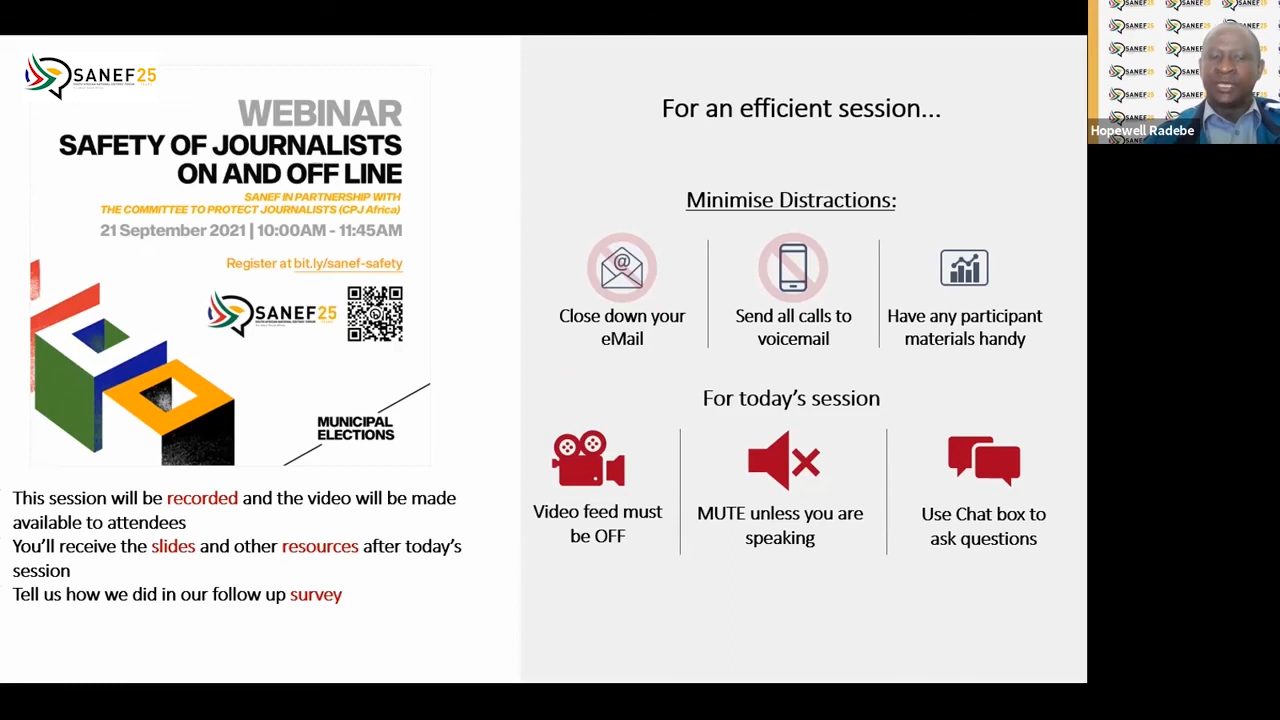 SANEF25
WEBINAR
SAFETY OF JOURNALISTS
ON AND OFF LINE
SANEF IN PARTNERSHIP WITH
THE COMMITTEE TO PROTECT JOURNALISTS (CPJ Africa)
21 September 2021 | 10:00AM - 11:45AM
Register at bit.ly/sanef-safety
SANEF25
MUNICIPAL
ELECTIONS
This session will be recorded and the video will be made
available to attendees
You'll receive the slides and other resources after today's
session
Tell us how we did in our follow up survey
For an efficient session...
Minimise Distractions:
@
Close down your
eMail
Send all calls to
voicemail
Have any participant
materials handy
For today's session
Video feed must
be OFF
MUTE unless you are
speaking
Use Chat box to
ask questions
Hopewell Radebe